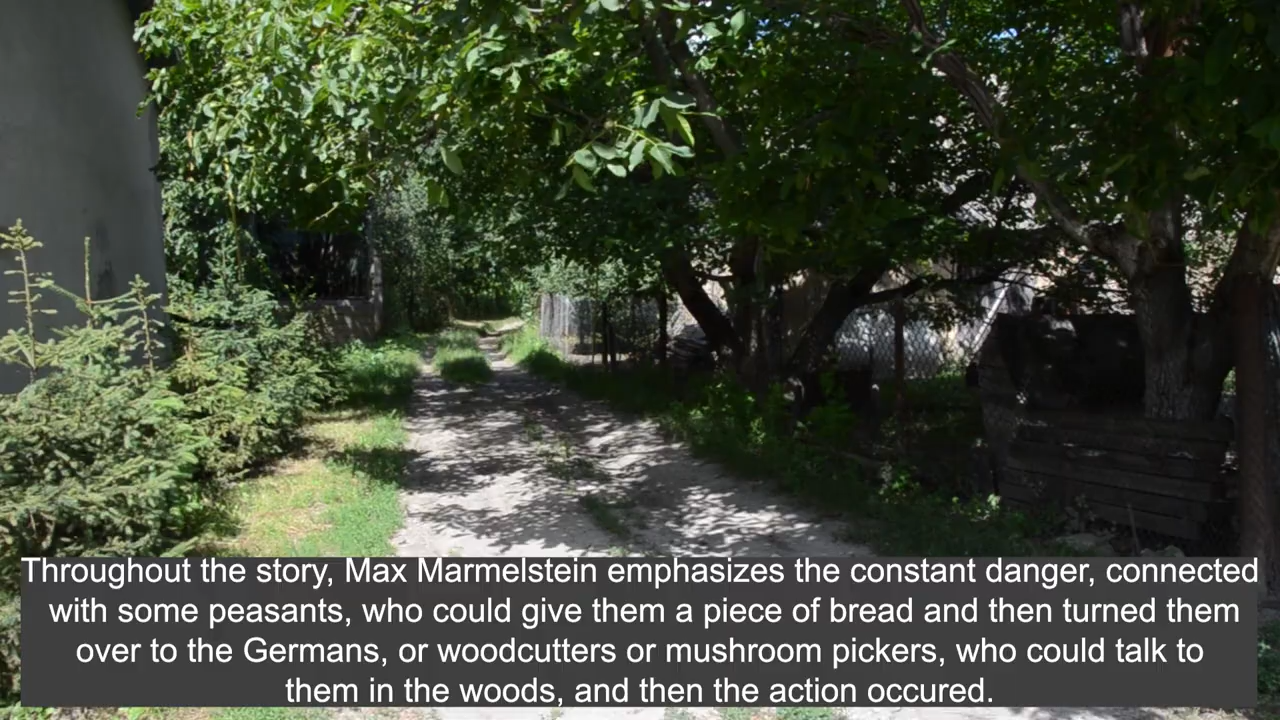 Throughout the story, Max Marmelstein emphasizes the constant danger, connected
with some peasants, who could give them a piece of bread and then turned them
over to the Germans, or woodcutters or mushroom pickers, who could talk to
them in the woods, and then the action occured.